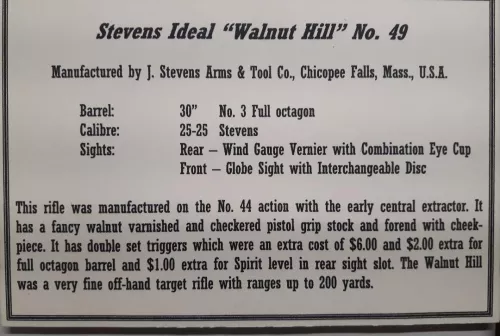 Stevens Ideal “Walnut Hill” No. 49
Manufactured by J. Stevens Arms & Tool Co., Chicopee Falls, Mass., U.S.A.
Barrel: 30” No. 3 Full octagon
Calibre: 25-25 Stevens
Sights: Rear – Wind Gauge Vernier with Combination Eye Cup
Front – Globe Sight with Interchangeable Disc
This rifle was manufactured on the No. 44 action with the early central extractor. It
has a fancy walnut varnished and checkered pistol grip stock and forend with cheek-
piece. It has double set triggers which were an extra cost of $6.00 and $2.00 extra for
full octagon barrel and $1.00 extra for Spirit level in rear sight slot. The Walnut Hill
was a very fine off-hand target rifle with ranges up to 200 yards.